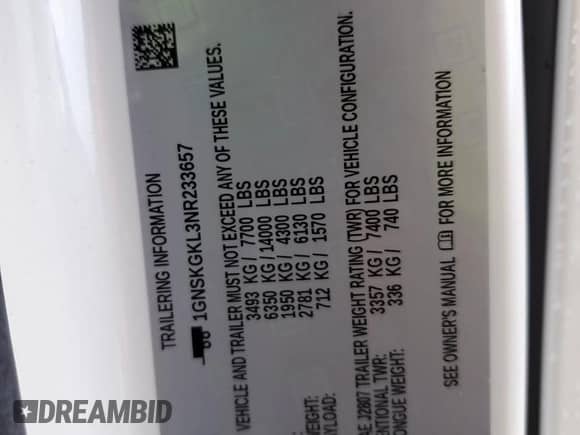 TRAILERING INFORMATION
1GNSKGKL3NR233657
VEHICLE AND TRAILER MUST NOT EXCEED ANY OF THESE VALUES.
3493 KG / 7700 LBS
6350 KG / 14000 LBS
1950 KG / 4300 LBS
2781 KG / 6130 LBS
712 KG / 1570 LBS
J2807 TRAILER WEIGHT RATING (TWR) FOR VEHICLE CONFIGURATION.
TWR: 3357 KG / 7400 LBS
WEIGHT: 336 KG / 740 LBS
SEE OWNER'S MANUAL FOR MORE INFORMATION
DREAMBID